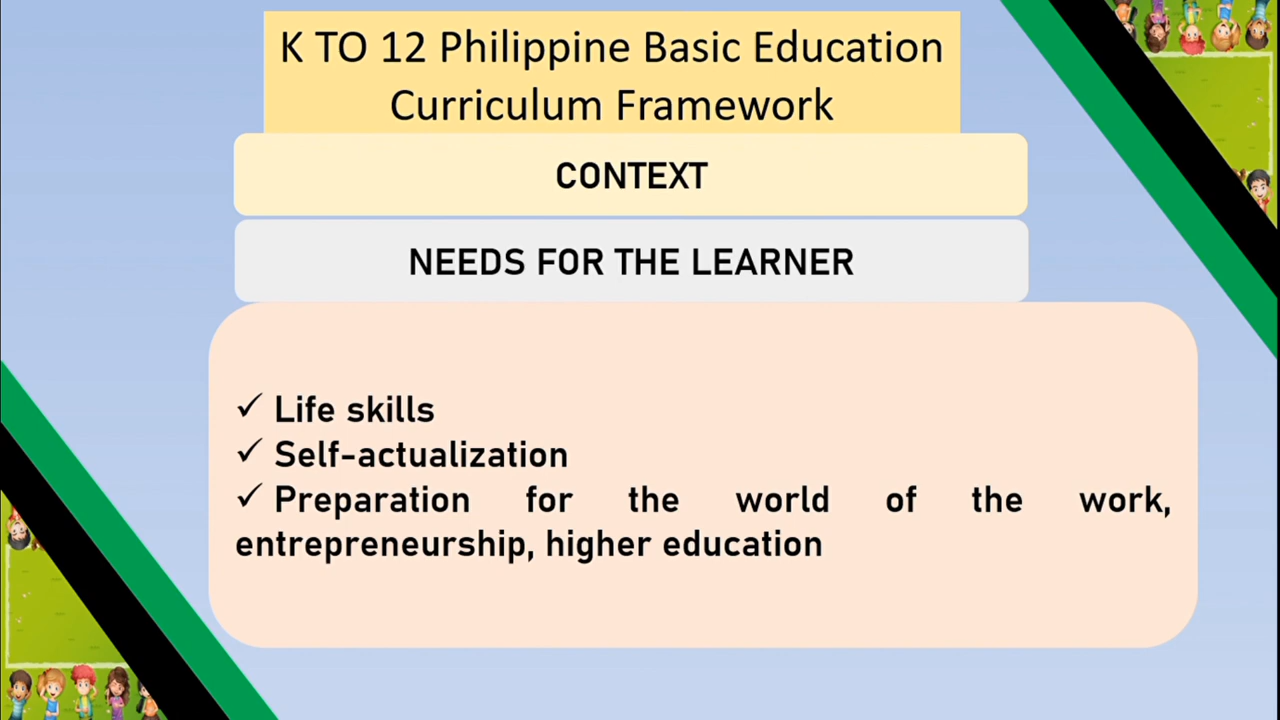 K TO 12 Philippine Basic Education
Curriculum Framework
CONTEXT
NEEDS FOR THE LEARNER
✓ Life skills
✓ Self-actualization
✓ Preparation for the world of the work,
entrepreneurship, higher education